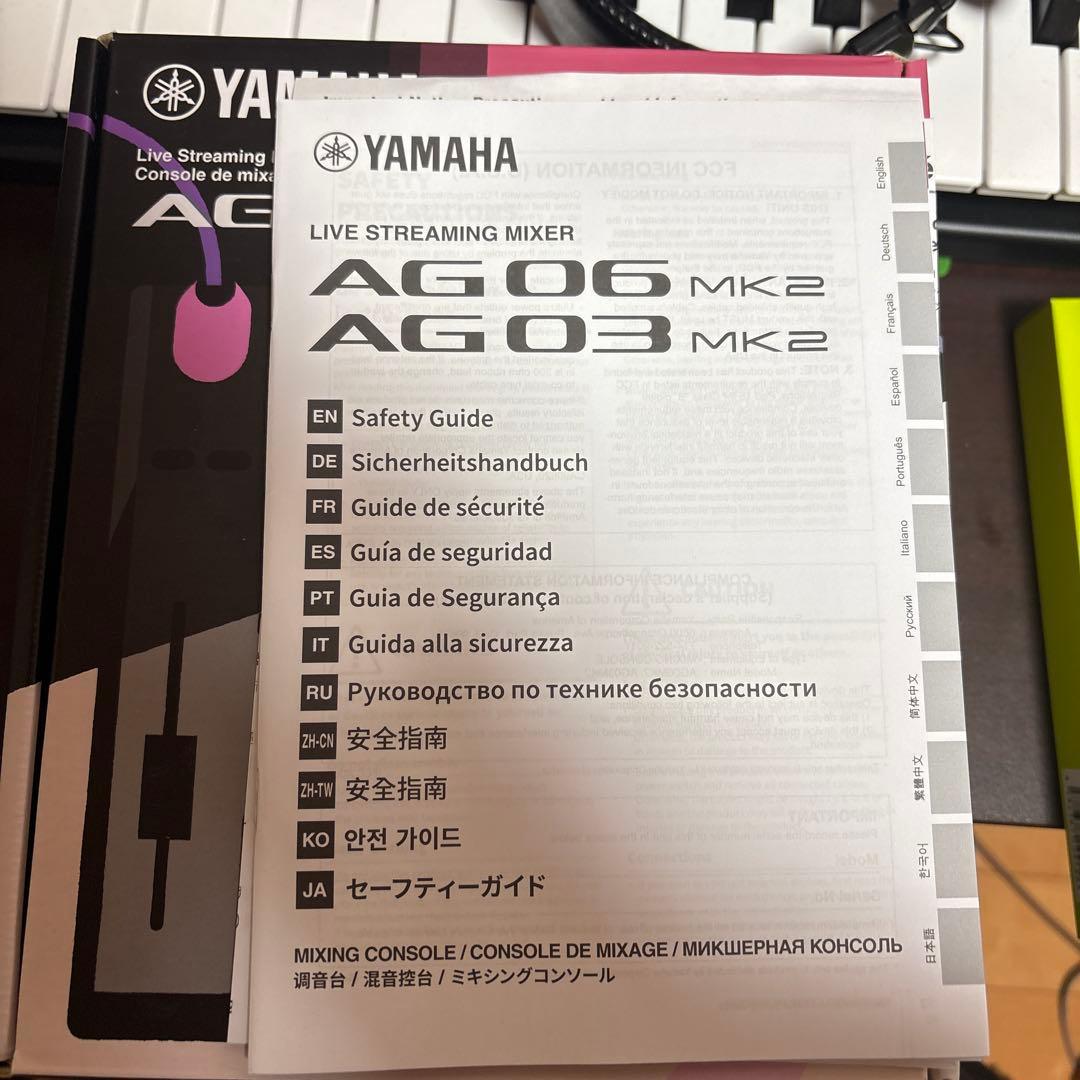 YA
Live Streaming
Console de mixa
AG
YAMAHA
LIVE STREAMING MIXER
AG06 MK2
AG03 MK2
EN Safety Guide
DE Sicherheitshandbuch
FR Guide de sécurité
ES Guía de seguridad
PT Guia de Segurança
IT Guida alla sicurezza
RU Руководство по технике безопасности
ZH-CN 安全指南
ZH-TW 安全指南
KO 안전 가이드
JA セーフティーガイド
MIXING CONSOLE / CONSOLE DE MIXAGE / МИКШЕРНАЯ КОНСОЛЬ
调音台 / 混音控台 / ミキシングコンソール
English
Deutsch
Français
Español
Português
Italiano
Русский
简体中文
繁體中文
한국어
日本語